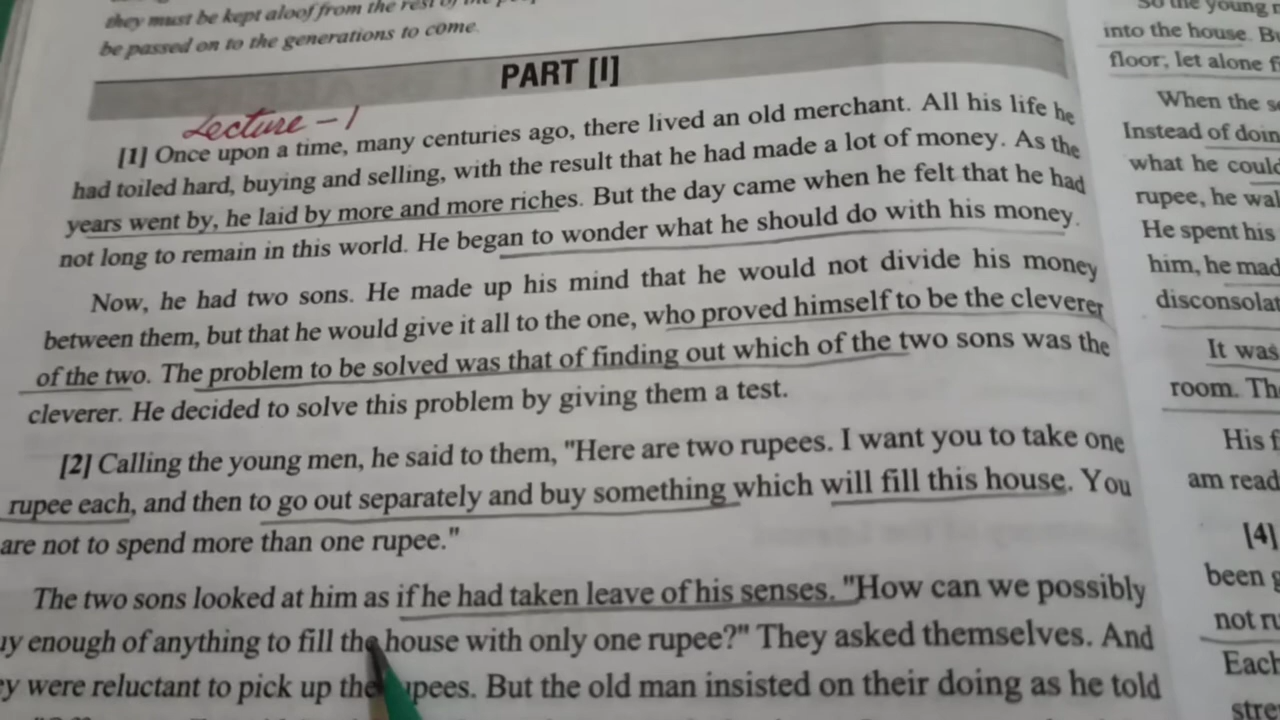 they must be kept aloof from the rest of the
be passed on to the generations to come.
PART [I]
Lecture - 1
[1] Once upon a time, many centuries ago, there lived an old merchant. All his life he
had toiled hard, buying and selling, with the result that he had made a lot of money. As the
years went by, he laid by more and more riches. But the day came when he felt that he had
not long to remain in this world. He began to wonder what he should do with his money.
Now, he had two sons. He made up his mind that he would not divide his money
between them, but that he would give it all to the one, who proved himself to be the cleverer
of the two. The problem to be solved was that of finding out which of the two sons was the
cleverer. He decided to solve this problem by giving them a test.
[2] Calling the young men, he said to them, "Here are two rupees. I want you to take one
rupee each, and then to go out separately and buy something which will fill this house. You
are not to spend more than one rupee."
The two sons looked at him as if he had taken leave of his senses. "How can we possibly
uy enough of anything to fill the house with only one rupee?" They asked themselves. And
ey were reluctant to pick up the upees. But the old man insisted on their doing as he told
So the young
into the house. Bu
floor; let alone f
When the s
Instead of doin
what he could
rupee, he wal
He spent his
him, he mad
disconsolat
It was
room. Th
His f
am read
[4]
been g
not ru
Each
stre